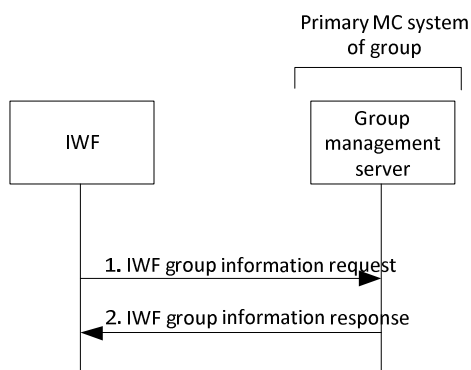 Primary MC system
of group
IWF
Group
management
server
1. IWF group information request
2. IWF group information response